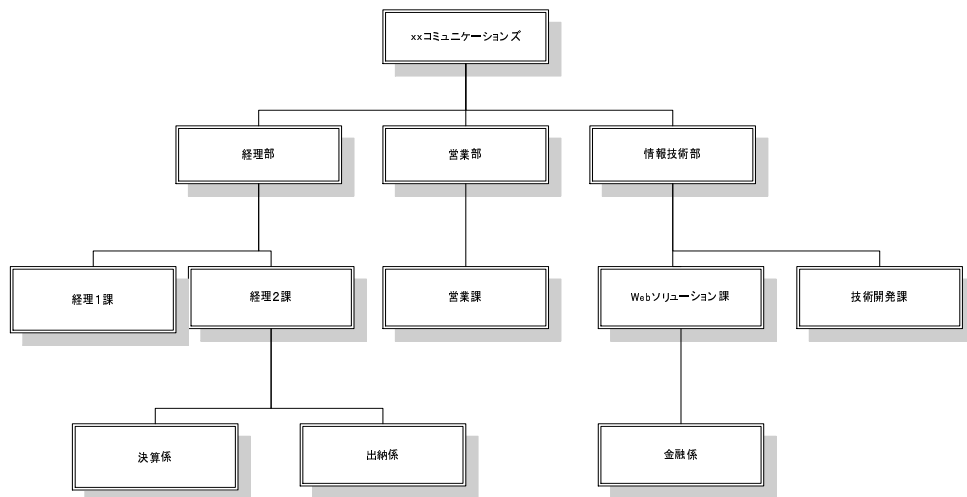 xxコミュニケーションズ
経理部
営業部
情報技術部
経理1課
経理2課
営業課
Webソリューション課
技術開発課
決算係
出納係
金融係